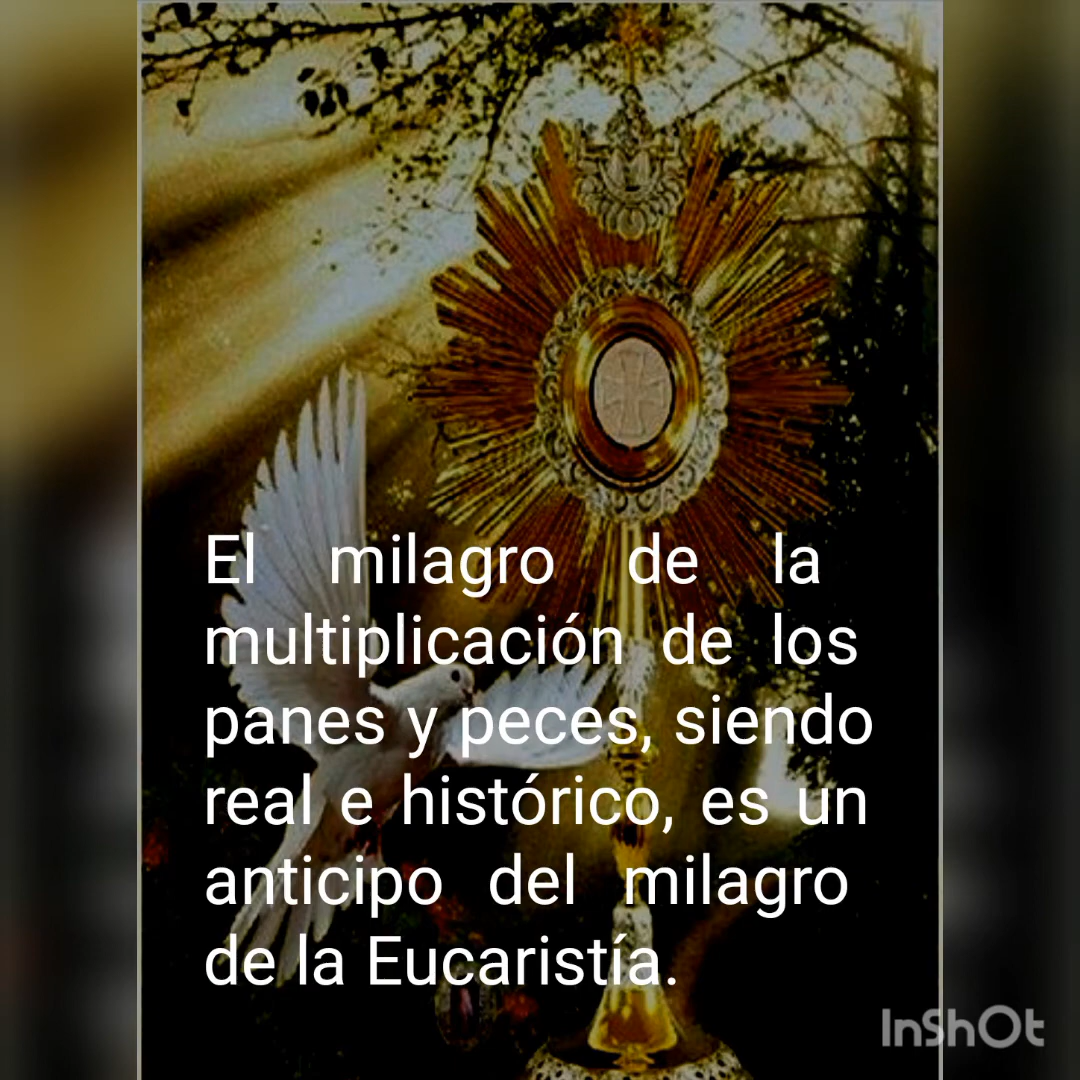 El milagro de la
multiplicación de los
panes y peces, siendo
real e histórico, es un
anticipo del milagro
de la Eucaristía.
InShOt